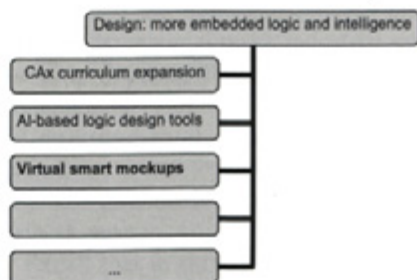 Design: more embedded logic and intelligence
CAx curriculum expansion
AI-based logic design tools
Virtual smart mockups
...